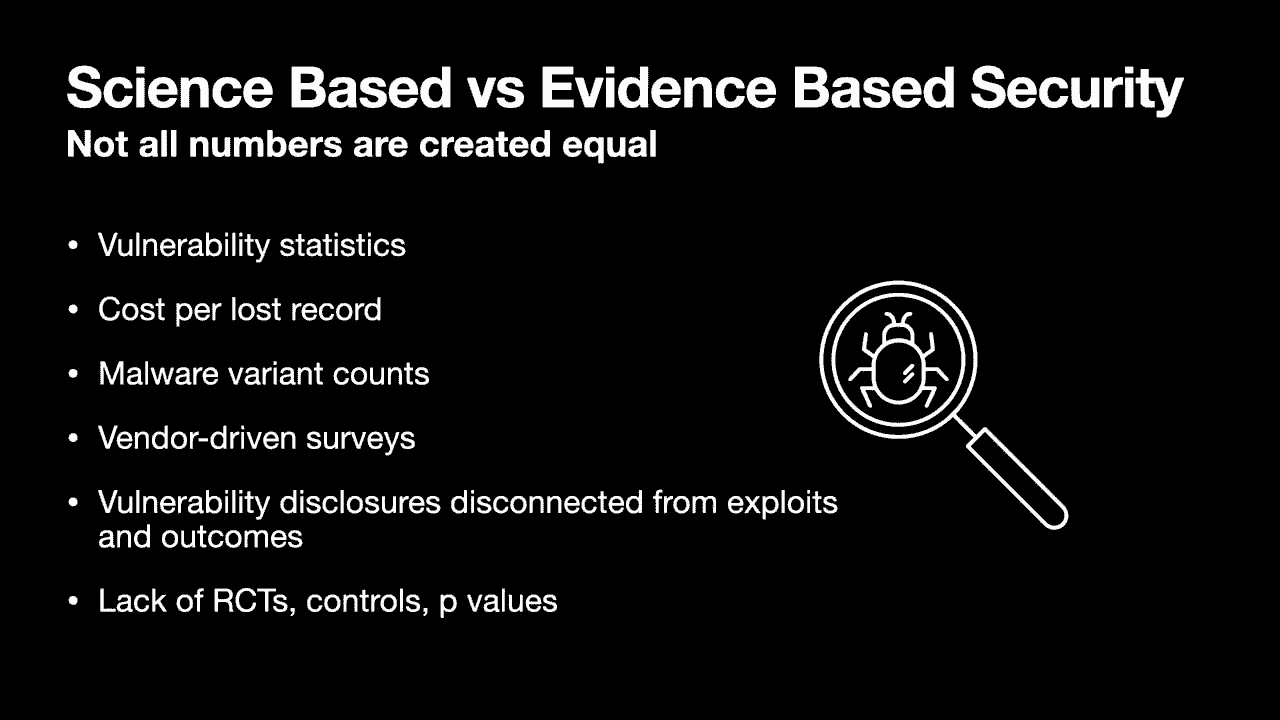 Science Based vs Evidence Based Security
Not all numbers are created equal
• Vulnerability statistics
• Cost per lost record
• Malware variant counts
• Vendor-driven surveys
• Vulnerability disclosures disconnected from exploits
and outcomes
• Lack of RCTs, controls, p values